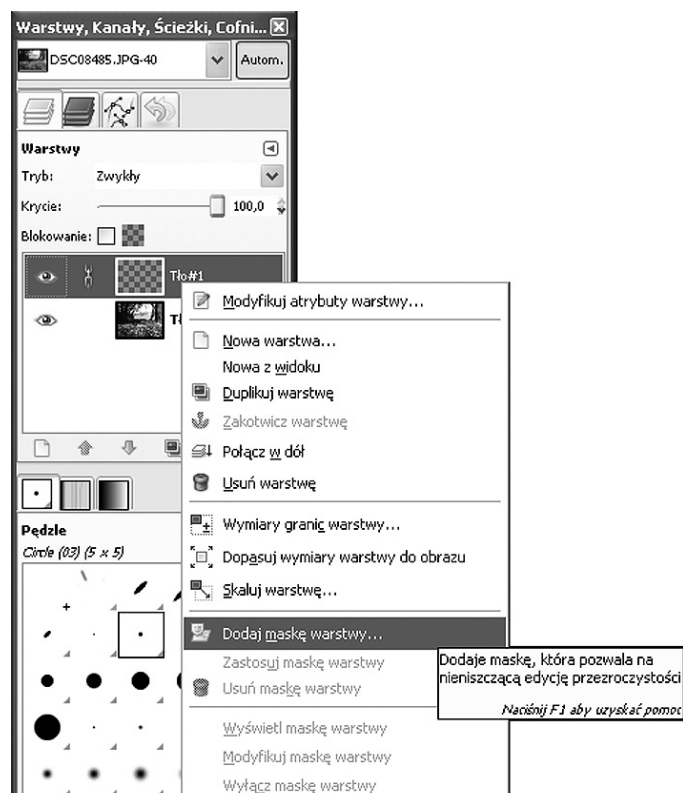 Warstwy, Kanały, Ścieżki, Cofni...
DSC08485.JPG-40
Autom.
Warstwy
Tryb: Zwykły
Krycie: 100,0
Blokowanie:
Tło#1
Modyfikuj atrybuty warstwy...
Nowa warstwa...
Nowa z widoku
Duplikuj warstwę
Zakotwicz warstwę
Połącz w dół
Usuń warstwę
Wymiary granic warstwy...
Dopasuj wymiary warstwy do obrazu
Skaluj warstwę...
Dodaj maskę warstwy...
Zastosuj maskę warstwy
Usuń maskę warstwy
Wyświetl maskę warstwy
Modyfikuj maskę warstwy
Wyłącz maskę warstwy
Dodaje maskę, która pozwala na
nieniszczącą edycję przezroczystości
Naciśnij F1 aby uzyskać pomoc
Pędzle
Circle (03) (5 x 5)